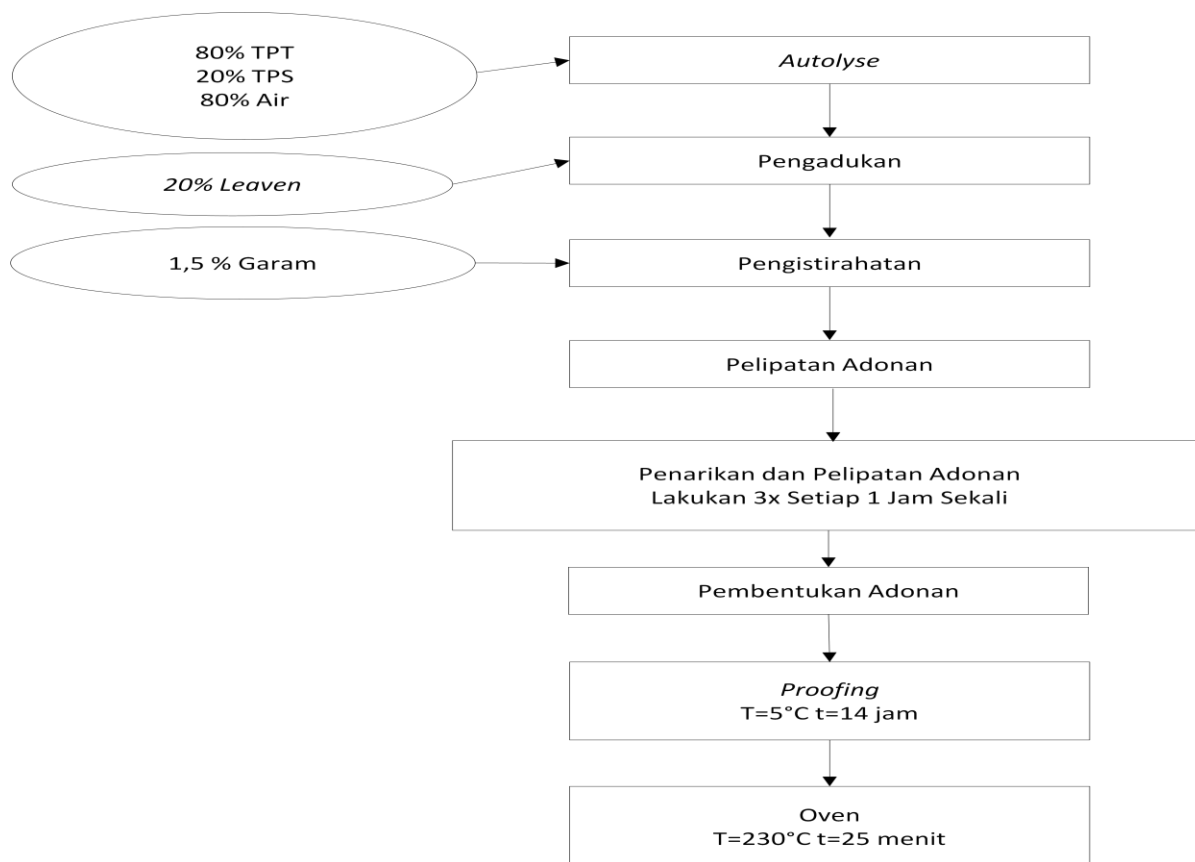 80% TPT
20% TPS
80% Air
Autolyse
20% Leaven
Pengadukan
1,5 % Garam
Pengistirahatan
Pelipatan Adonan
Penarikan dan Pelipatan Adonan
Lakukan 3x Setiap 1 Jam Sekali
Pembentukan Adonan
Proofing
T=5°C t=14 jam
Oven
T=230°C t=25 menit